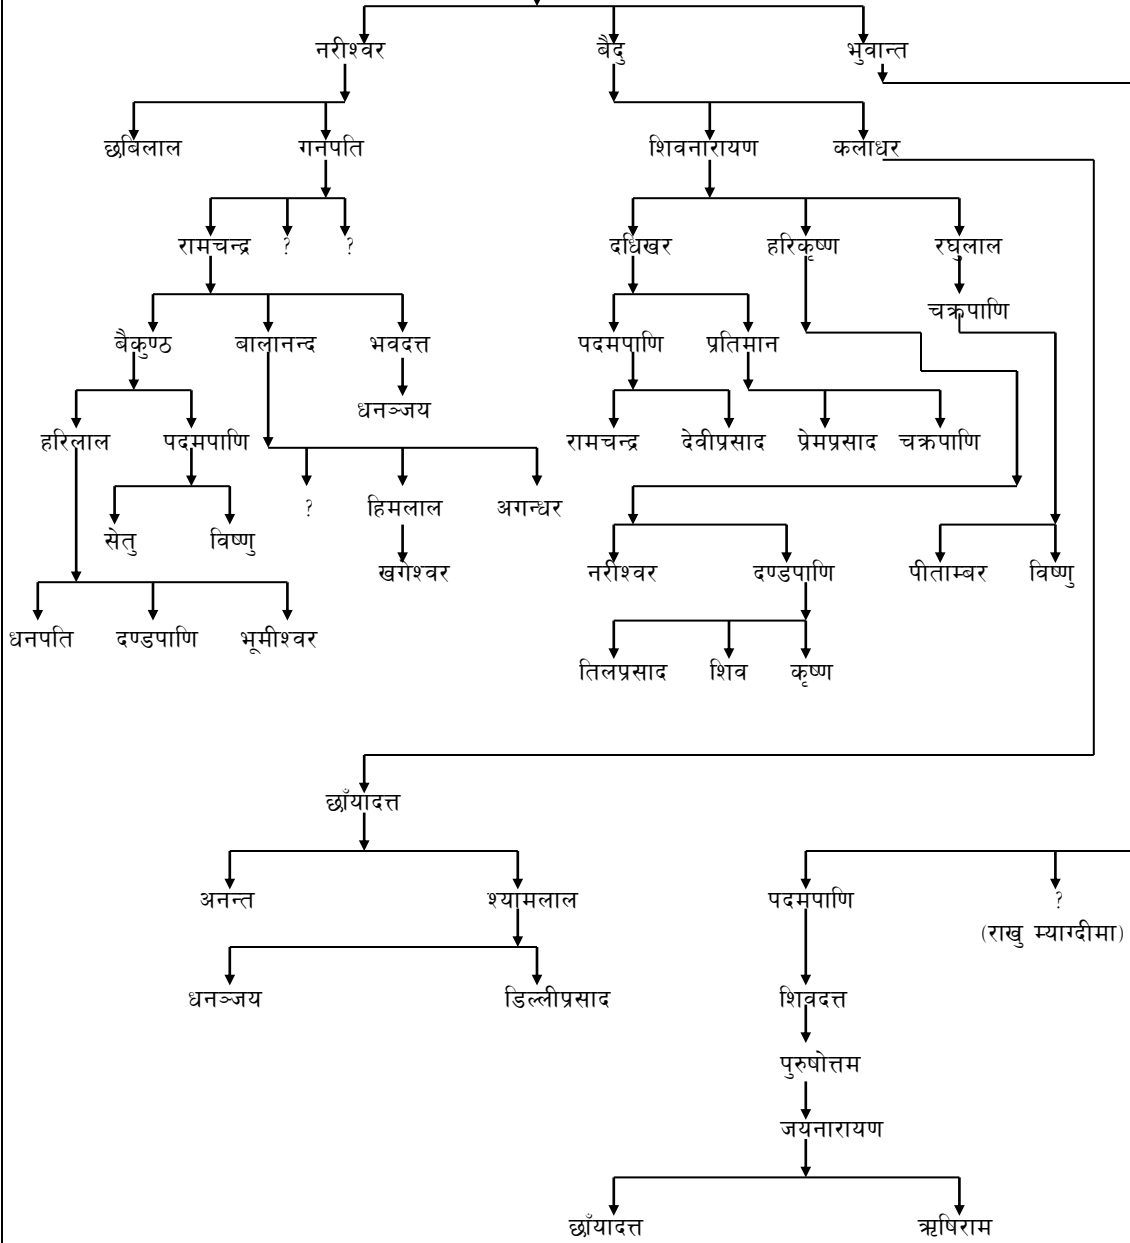 नरीश्वर बैदु भुवान्त
छबिलाल गनपति शिवनारायण कलाधर
रामचन्द्र ? ? दधिखर हरिकृष्ण रघुलाल
चक्रपाणि
बैकुण्ठ बालानन्द भवदत्त पदमपाणि प्रतिमान
धनञ्जय
हरिलाल पदमपाणि रामचन्द्र देवीप्रसाद प्रेमप्रसाद चक्रपाणि
? हिमलाल अगन्धर
सेतु विष्णु
खगेश्वर नरीश्वर दण्डपाणि पीताम्बर विष्णु
धनपति दण्डपाणि भूमीश्वर
तिलप्रसाद शिव कृष्ण
छाँयादत्त
अनन्त श्यामलाल पदमपाणि ?
(राखु म्याग्दीमा)
धनञ्जय डिल्लीप्रसाद शिवदत्त
पुरुषोत्तम
जयनारायण
छाँयादत्त ऋषिराम